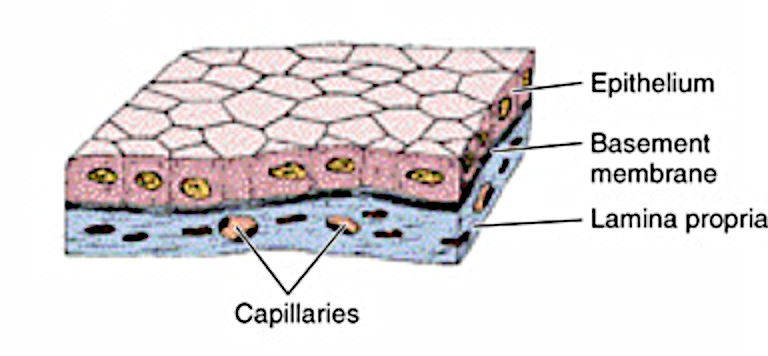 Epithelium
Basement
membrane
Lamina propria
Capillaries